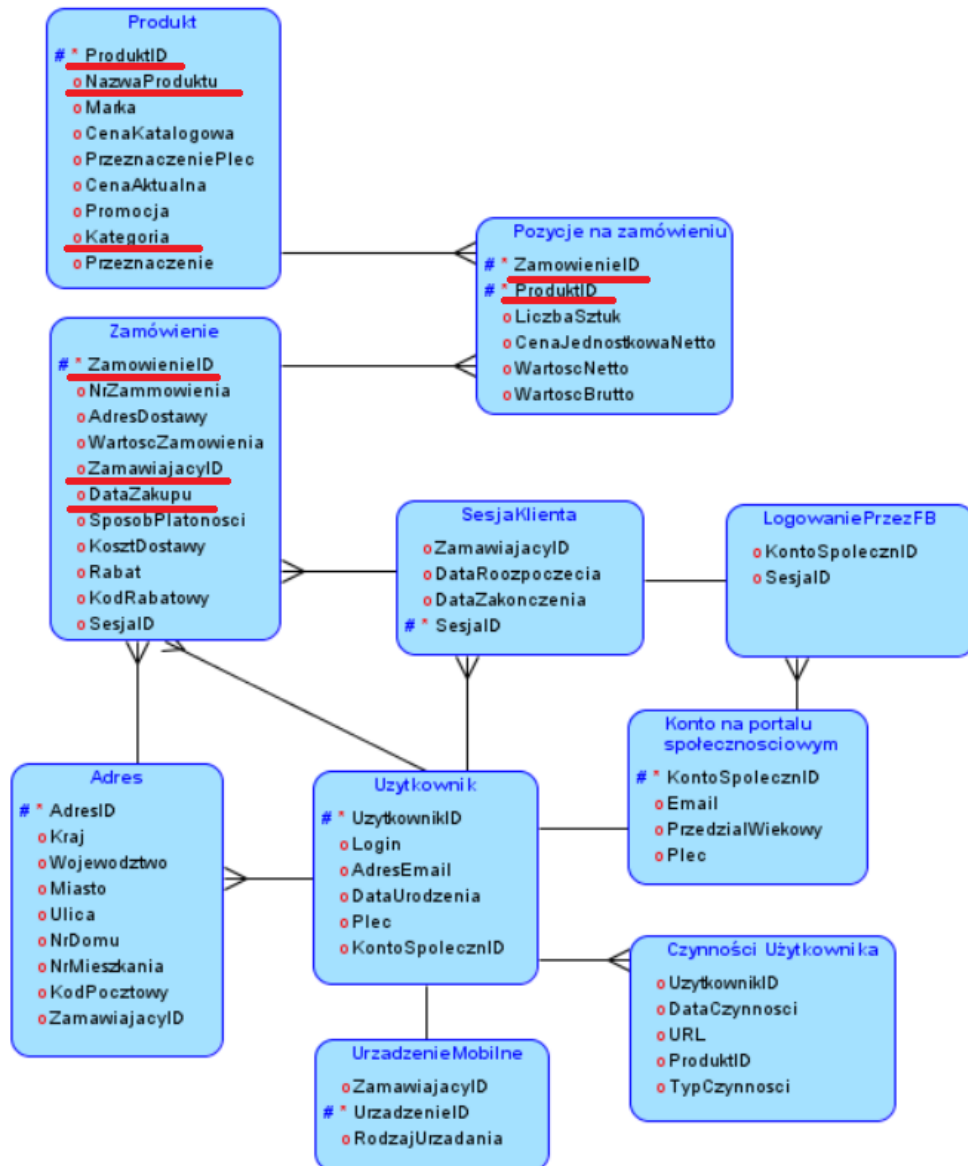 Produkt
# * ProduktID
o NazwaProduktu
o Marka
o CenaKatalogowa
o PrzeznaczeniePlec
o CenaAktualna
o Promocja
o Kategoria
o Przeznaczenie
Pozycje na zamówieniu
# * ZamowienieID
# * ProduktID
o LiczbaSztuk
o CenaJednostkowaNetto
o WartoscNetto
o WartoscBrutto
Zamówienie
# * ZamowienieID
o NrZammowienia
o AdresDostawy
o WartoscZamowienia
o ZamawiajacyID
o DataZakupu
o SposobPlatonosci
o KosztDostawy
o Rabat
o KodRabatowy
o SesjaID
SesjaKlienta
o ZamawiajacyID
o DataRoozpoczecia
o DataZakonczenia
# * SesjaID
LogowaniePrzezFB
o KontoSpolecznID
o SesjaID
Konto na portalu
społecznosciowym
# * KontoSpolecznID
o Email
o PrzedzialWiekowy
o Plec
Adres
# * AdresID
o Kraj
o Wojewodztwo
o Miasto
o Ulica
o NrDomu
o NrMieszkania
o KodPocztowy
o ZamawiajacyID
Uzytkownik
# * UzytkownikID
o Login
o AdresEmail
o DataUrodzenia
o Plec
o KontoSpolecznID
Czynności Użytkownika
o UzytkownikID
o DataCzynnosci
o URL
o ProduktID
o TypCzynnosci
UrzadzenieMobilne
o ZamawiajacyID
# * UrzadzenieID
o RodzajUrzadania